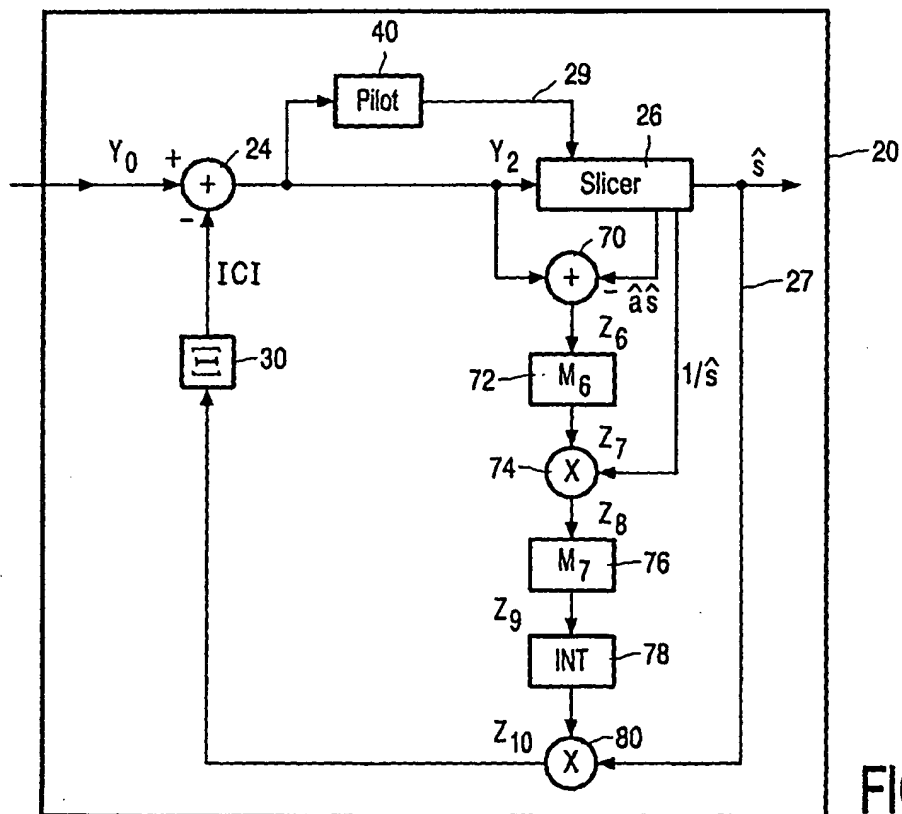 40
29
Pilot
26
Y₀
+
24
+
-
Y₂
Slicer
ŝ
20
70
+
-
âŝ
27
ICI
Z₆
Ξ
30
72
M₆
1/ŝ
Z₇
74
X
Z₈
M₇
76
Z₉
INT
78
Z₁₀
80
X